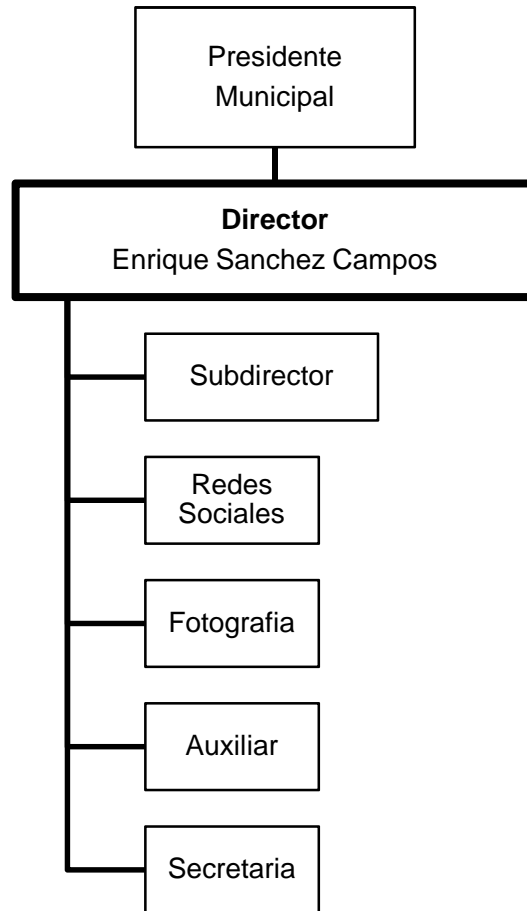 Presidente
Municipal
Director
Enrique Sanchez Campos
Subdirector
Redes
Sociales
Fotografia
Auxiliar
Secretaria